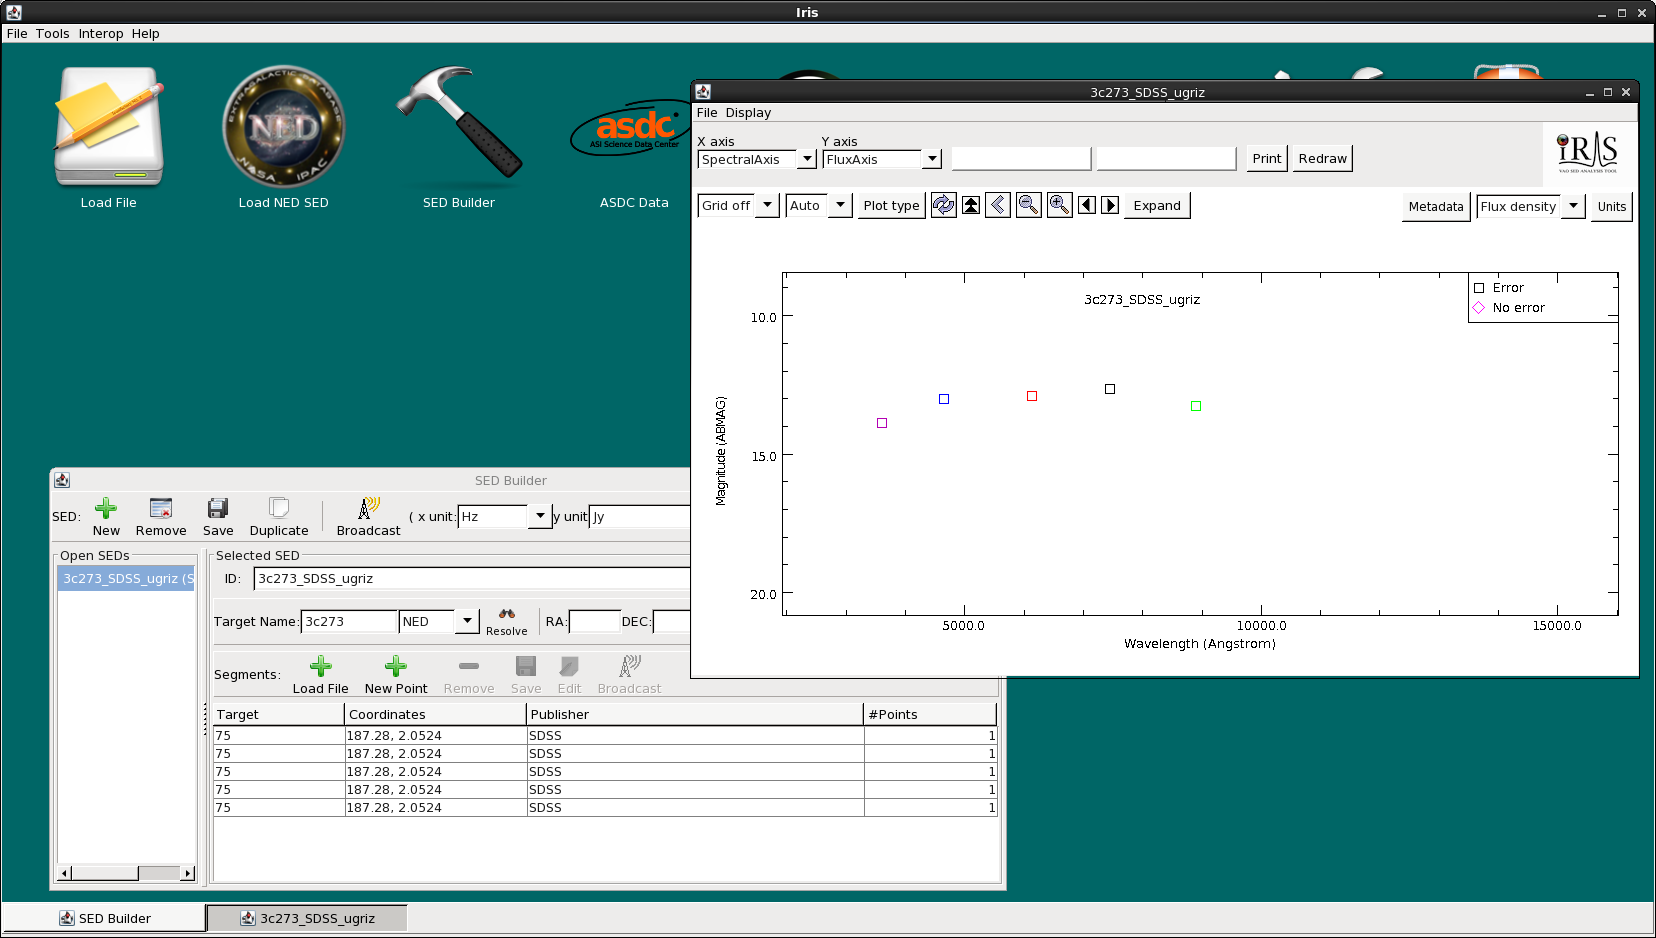 Iris
File Tools Interop Help
Load File
NED
Load NED SED
SED Builder
asdc
ASI Science Data Center
ASDC Data
3c273_SDSS_ugriz
File Display
X axis Y axis
SpectralAxis FluxAxis Print Redraw
IRIS
VAO SED ANALYSIS TOOL
Grid off Auto Plot type Expand Metadata Flux density Units
3c273_SDSS_ugriz
Error
No error
10.0
15.0
20.0
Magnitude (ABMAG)
5000.0 10000.0 15000.0
Wavelength (Angstrom)
SED Builder
SED: New Remove Save Duplicate Broadcast ( x unit: Hz y unit Jy
Open SEDs
3c273_SDSS_ugriz (S
Selected SED
ID: 3c273_SDSS_ugriz
Target Name: 3c273 NED Resolve RA: DEC:
Segments: Load File New Point Remove Save Edit Broadcast
Target Coordinates Publisher #Points
75 187.28, 2.0524 SDSS 1
75 187.28, 2.0524 SDSS 1
75 187.28, 2.0524 SDSS 1
75 187.28, 2.0524 SDSS 1
75 187.28, 2.0524 SDSS 1
SED Builder 3c273_SDSS_ugriz